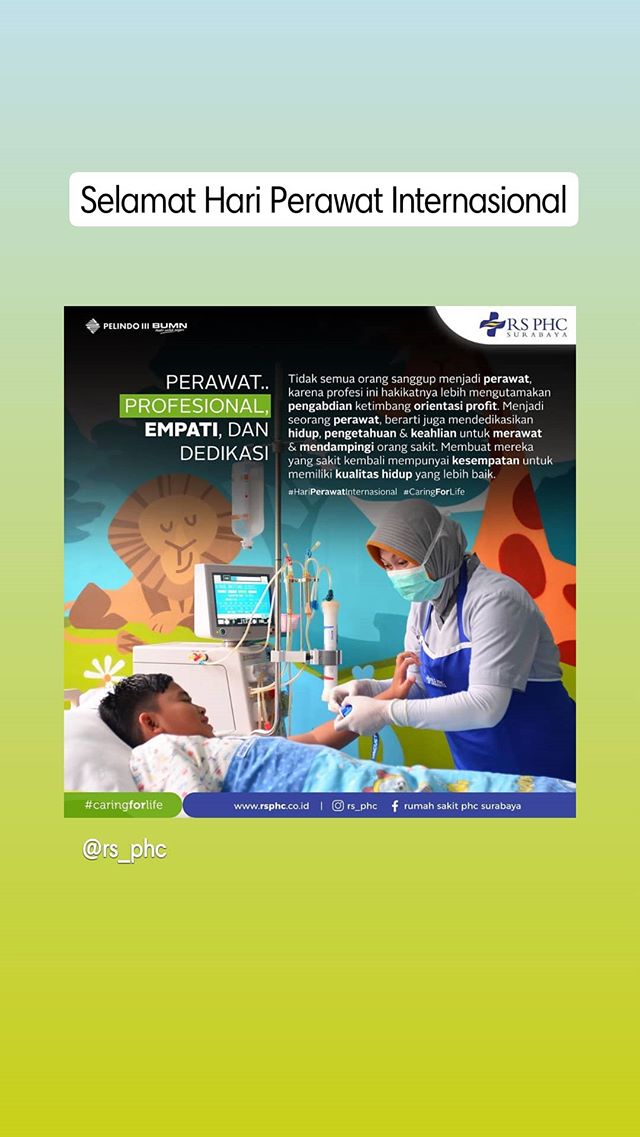 Selamat Hari Perawat Internasional
PELINDO III BUMN
RS PHC
SURABAYA
PERAWAT..
PROFESIONAL,
EMPATI, DAN
DEDIKASI
Tidak semua orang sanggup menjadi perawat,
karena profesi ini hakikatnya lebih mengutamakan
pengabdian ketimbang orientasi profit. Menjadi
seorang perawat, berarti juga mendedikasikan
hidup, pengetahuan & keahlian untuk merawat
& mendampingi orang sakit. Membuat mereka
yang sakit kembali mempunyai kesempatan untuk
memiliki kualitas hidup yang lebih baik.
#HariPerawatInternasional #CaringForLife
#caringforlife
www.rsphc.co.id | rs_phc f rumah sakit phc surabaya
@rs_phc